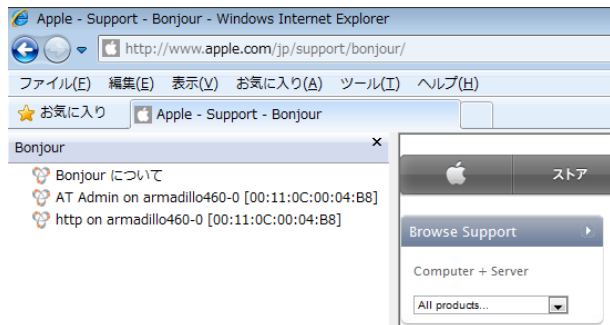 Apple - Support - Bonjour - Windows Internet Explorer
http://www.apple.com/jp/support/bonjour/
ファイル(F) 編集(E) 表示(V) お気に入り(A) ツール(T) ヘルプ(H)
お気に入り Apple - Support - Bonjour
Bonjour ×
Bonjour について
AT Admin on armadillo460-0 [00:11:0C:00:04:B8]
http on armadillo460-0 [00:11:0C:00:04:B8]
ストア
Browse Support
Computer + Server
All products...